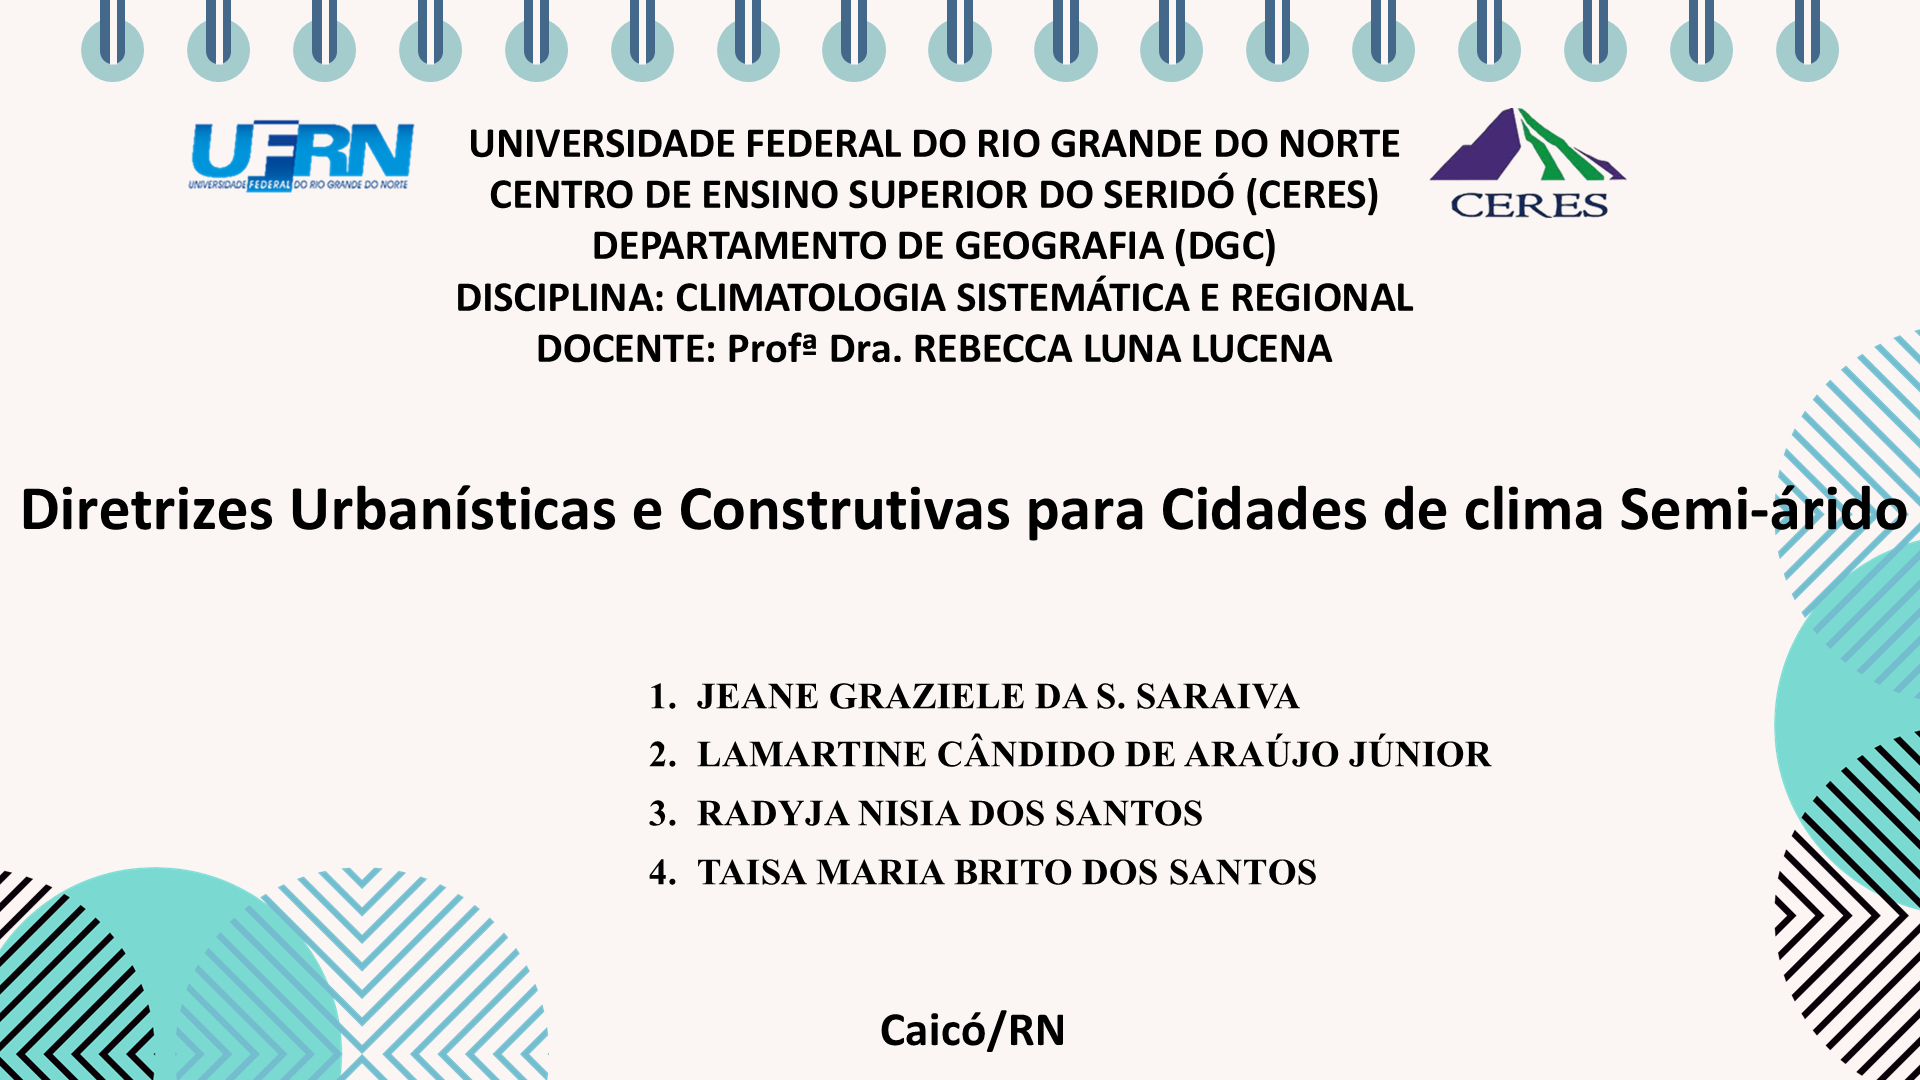 UFRN
UNIVERSIDADE FEDERAL DO RIO GRANDE DO NORTE
CERES
UNIVERSIDADE FEDERAL DO RIO GRANDE DO NORTE
CENTRO DE ENSINO SUPERIOR DO SERIDÓ (CERES)
DEPARTAMENTO DE GEOGRAFIA (DGC)
DISCIPLINA: CLIMATOLOGIA SISTEMÁTICA E REGIONAL
DOCENTE: Profª Dra. REBECCA LUNA LUCENA
Diretrizes Urbanísticas e Construtivas para Cidades de clima Semi-árido
1. JEANE GRAZIELE DA S. SARAIVA
2. LAMARTINE CÂNDIDO DE ARAÚJO JÚNIOR
3. RADYJA NISIA DOS SANTOS
4. TAISA MARIA BRITO DOS SANTOS
Caicó/RN